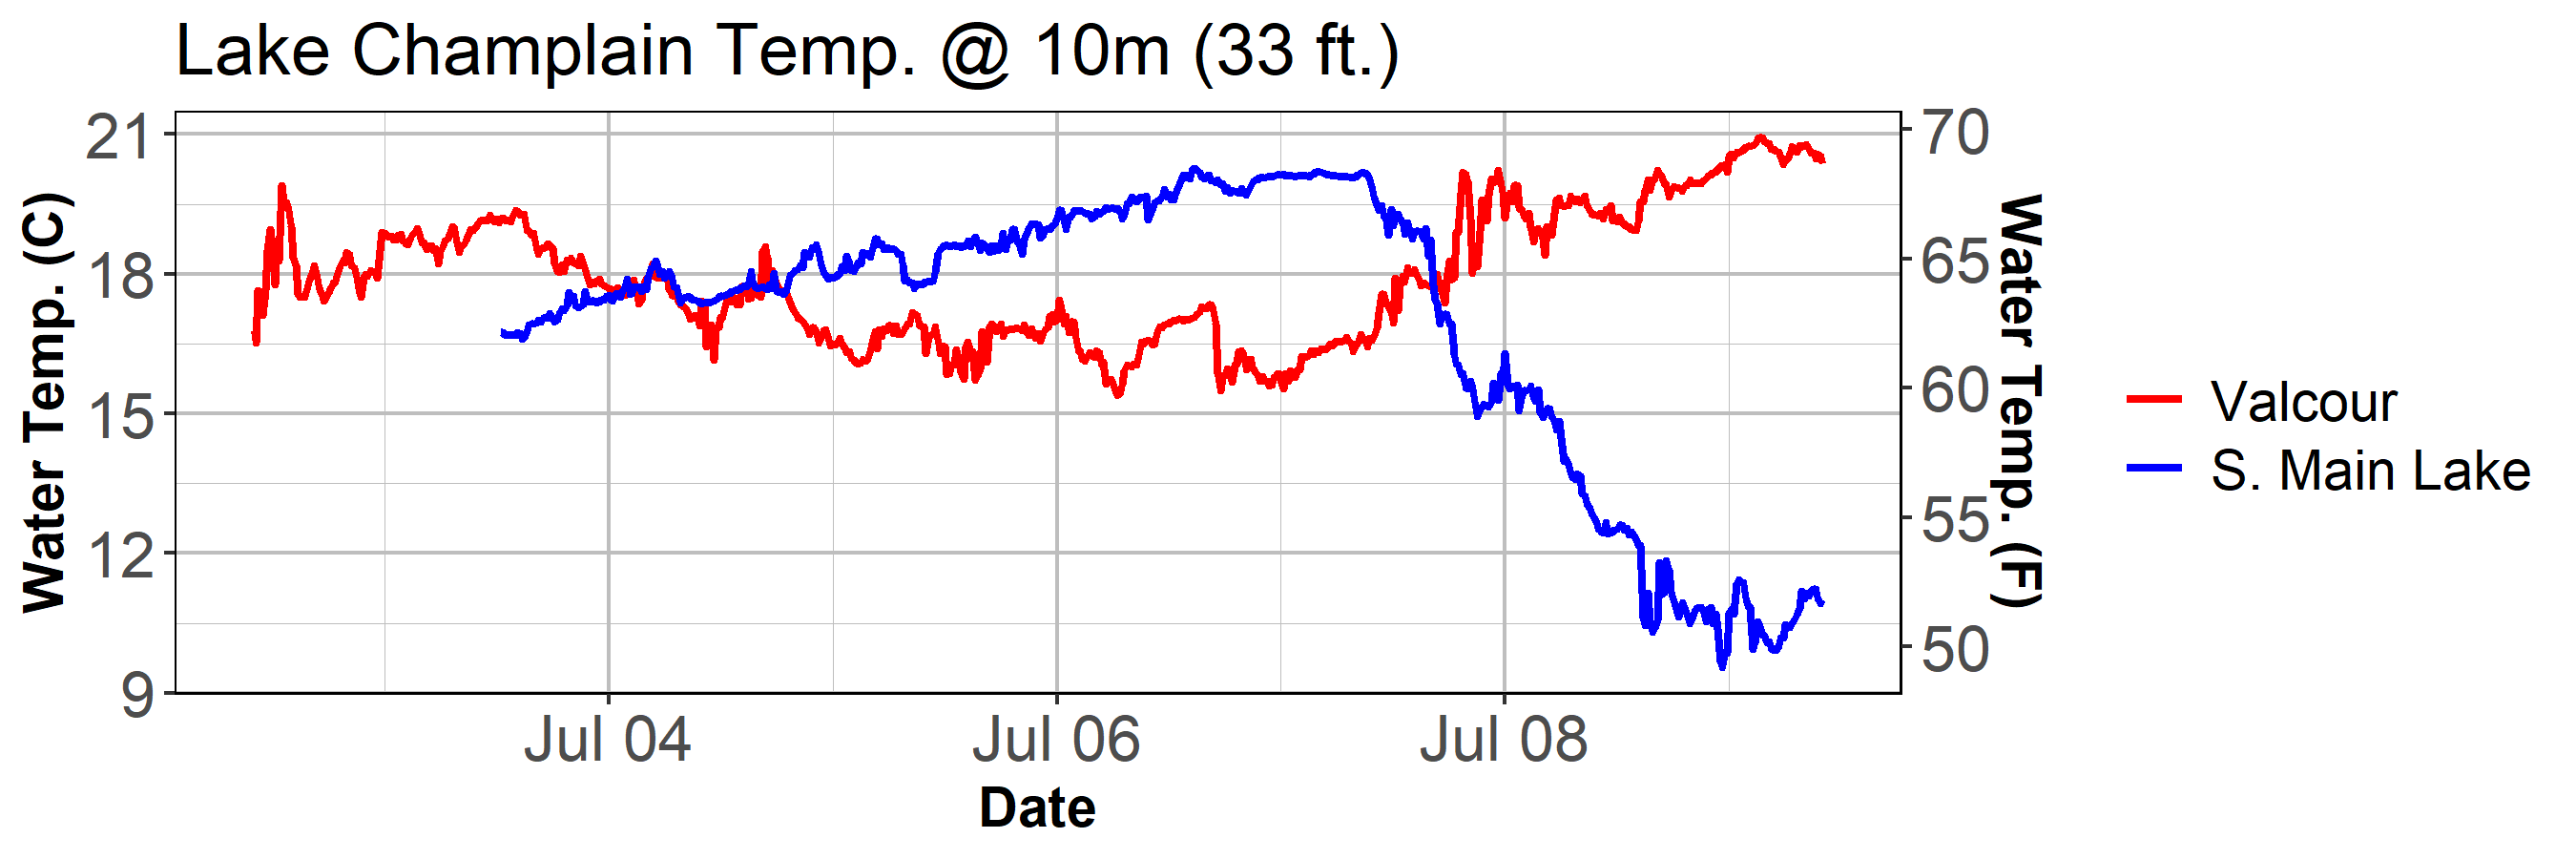 Lake Champlain Temp. @ 10m (33 ft.)
Water Temp. (C)
21
18
15
12
9
70
65
60
55
50
Water Temp. (F)
Jul 04
Jul 06
Jul 08
Date
Valcour
S. Main Lake